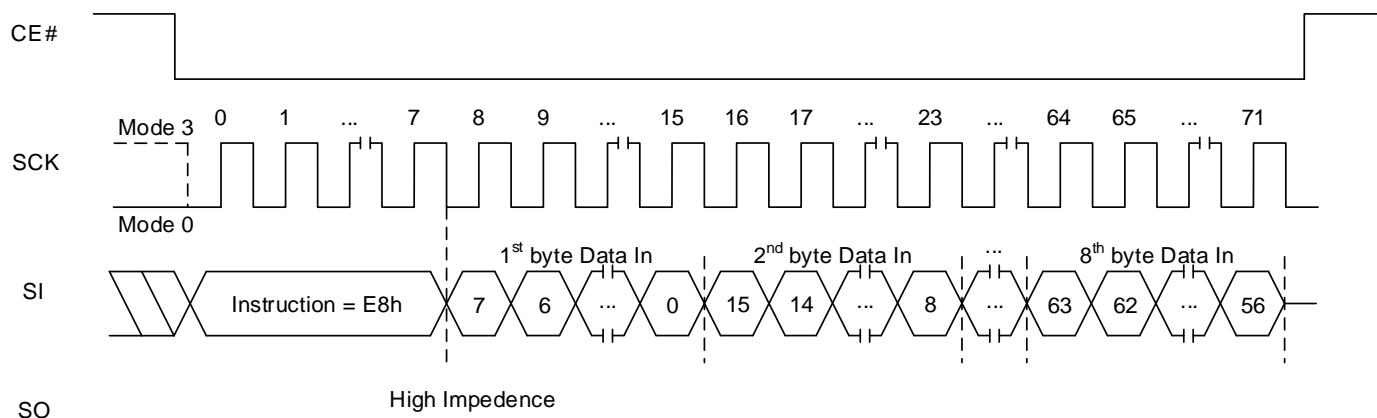 CE#
0 1 ... 7 8 9 ... 15 16 17 ... 23 ... 64 65 ... 71
Mode 3
SCK
Mode 0
1st byte Data In 2nd byte Data In ... 8th byte Data In
SI
Instruction = E8h 7 6 ... 0 15 14 ... 8 ... 63 62 ... 56
High Impedence
SO